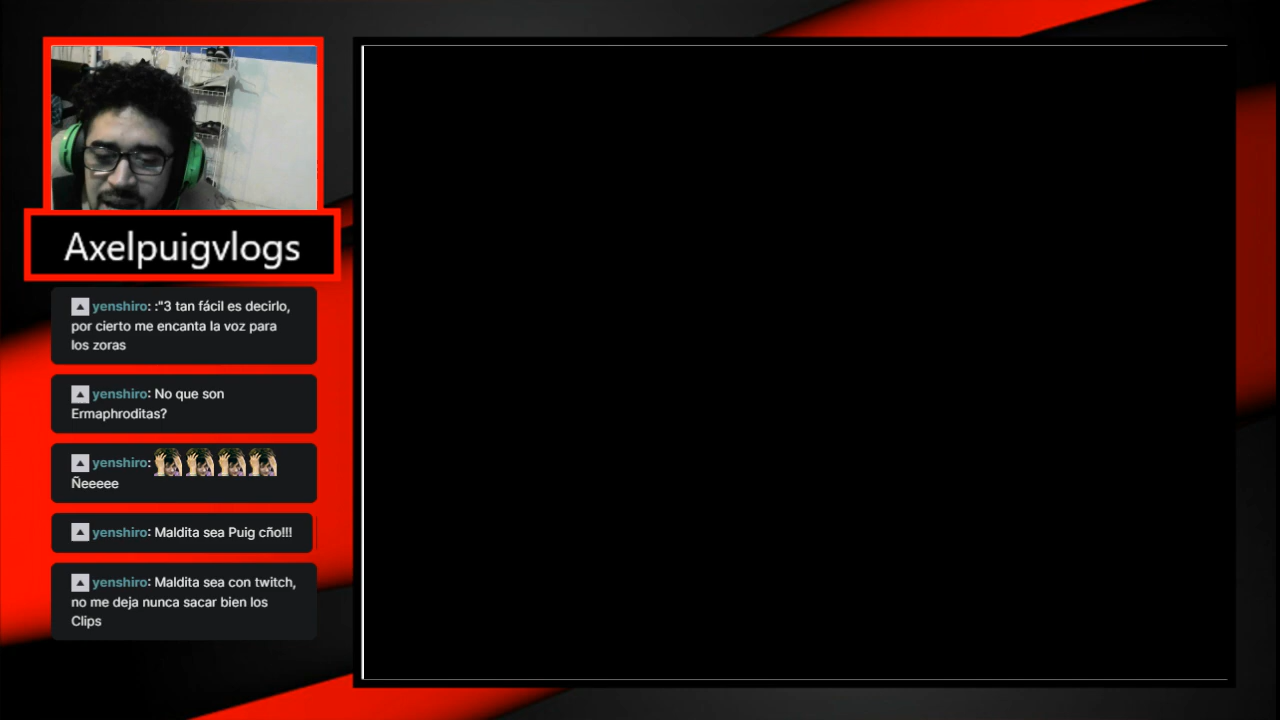 Axelpuigvlogs
yenshiro: :"3 tan fácil es decirlo,
por cierto me encanta la voz para
los zoras
yenshiro: No que son
Ermaphroditas?
yenshiro:
Ñeeeee
yenshiro: Maldita sea Puig cño!!!
yenshiro: Maldita sea con twitch,
no me deja nunca sacar bien los
Clips